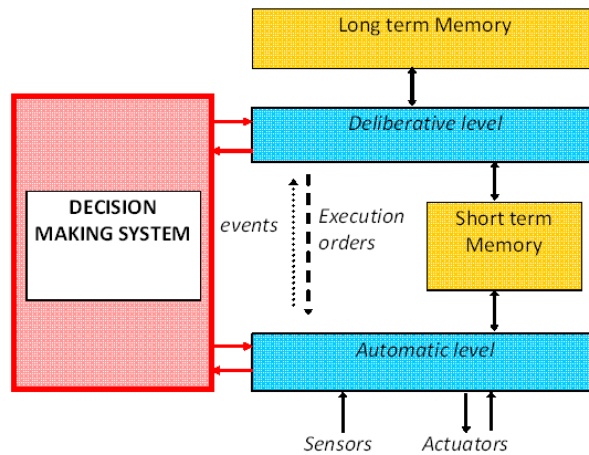 Long term Memory
Deliberative level
DECISION
MAKING SYSTEM
events
Execution
orders
Short term
Memory
Automatic level
Sensors
Actuators